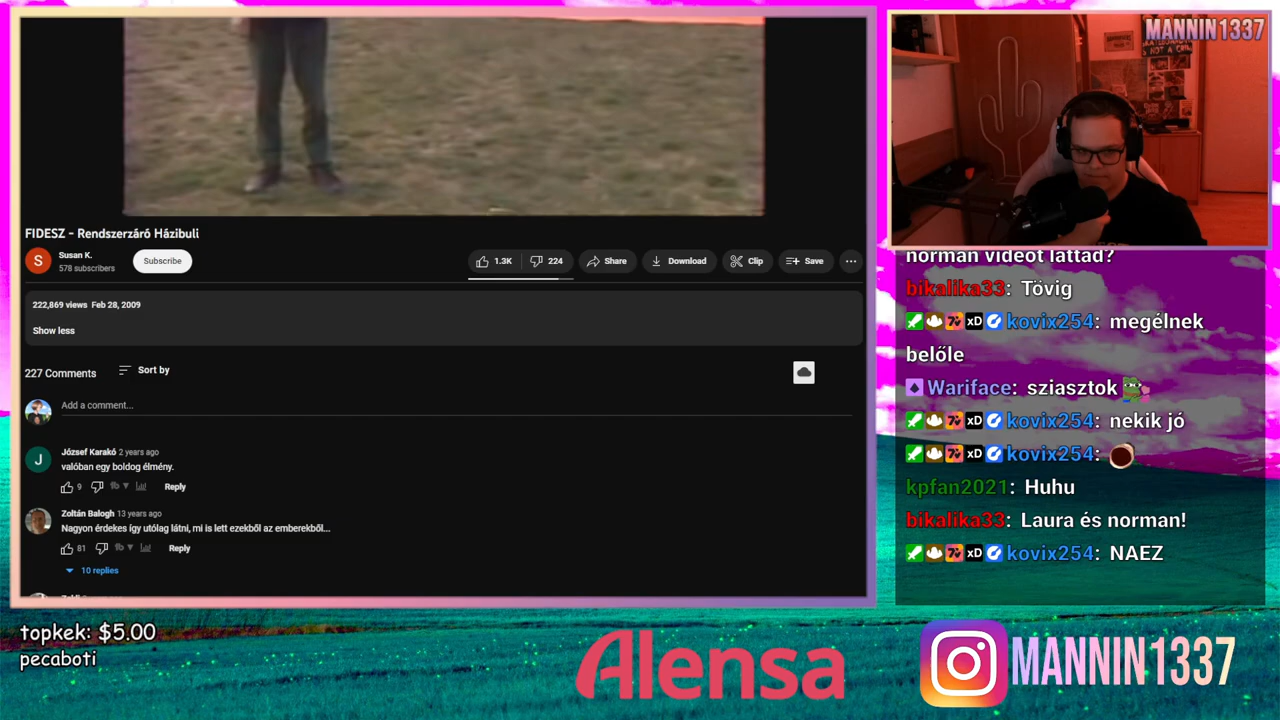 MANNIN1337
FIDESZ - Rendszerzáró Házibuli
S
Susan K.
578 subscribers
Subscribe
1.3K
224
Share
Download
Clip
Save
222,869 views Feb 28, 2009
Show less
227 Comments
Sort by
Add a comment...
J
József Karakó 2 years ago
valóban egy boldog élmény.
9
Reply
Zoltán Balogh 13 years ago
Nagyon érdekes így utólag látni, mi is lett ezekből az emberekből...
81
Reply
10 replies
norman videót láttad?
bikalika33: Tövig
xD kovix254: megélnek
belőle
Wariface: sziasztok
xD kovix254: nekik jó
xD kovix254:
kpfan2021: Huhu
bikalika33: Laura és norman!
xD kovix254: NAEZ
topkek: $5.00
pecaboti
Alensa
MANNIN1337